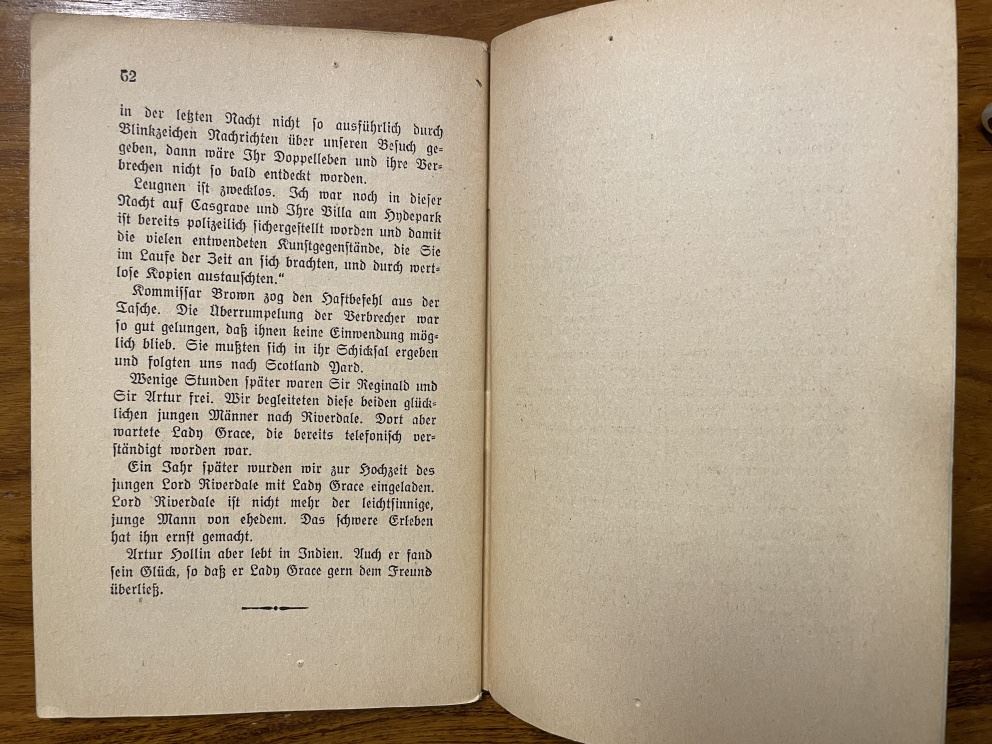 62
in der letzten Nacht nicht so ausführlich durch
Blinkzeichen Nachrichten über unseren Besuch ge-
geben, dann wäre Ihr Doppelleben und ihre Ver-
brechen nicht so bald entdeckt worden.
Leugnen ist zwecklos. Ich war noch in dieser
Nacht auf Casgrave und Ihre Villa am Hydepark
ist bereits polizeilich sichergestellt worden und damit
die vielen entwendeten Kunstgegenstände, die Sie
im Laufe der Zeit an sich brachten, und durch wert-
lose Kopien austauschten.“
Kommissar Brown zog den Haftbefehl aus der
Tasche. Die Überrumpelung der Verbrecher war
so gut gelungen, daß ihnen keine Einwendung mög-
lich blieb. Sie mußten sich in ihr Schicksal ergeben
und folgten uns nach Scotland Yard.
Wenige Stunden später waren Sir Reginald und
Sir Artur frei. Wir begleiteten diese beiden glück-
lichen jungen Männer nach Riverdale. Dort aber
wartete Lady Grace, die bereits telefonisch ver-
ständigt worden war.
Ein Jahr später wurden wir zur Hochzeit des
jungen Lord Riverdale mit Lady Grace eingeladen.
Lord Riverdale ist nicht mehr der leichtsinnige,
junge Mann von ehedem. Das schwere Erleben
hat ihn ernst gemacht.
Artur Hollin aber lebt in Indien. Auch er fand
sein Glück, so daß er Lady Grace gern dem Freund
überließ.